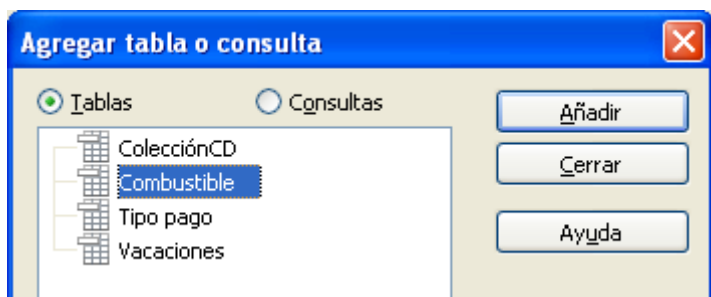 Agregar tabla o consulta
Tablas Consultas
Añadir
ColecciónCD
Combustible
Cerrar
Tipo pago
Ayuda
Vacaciones